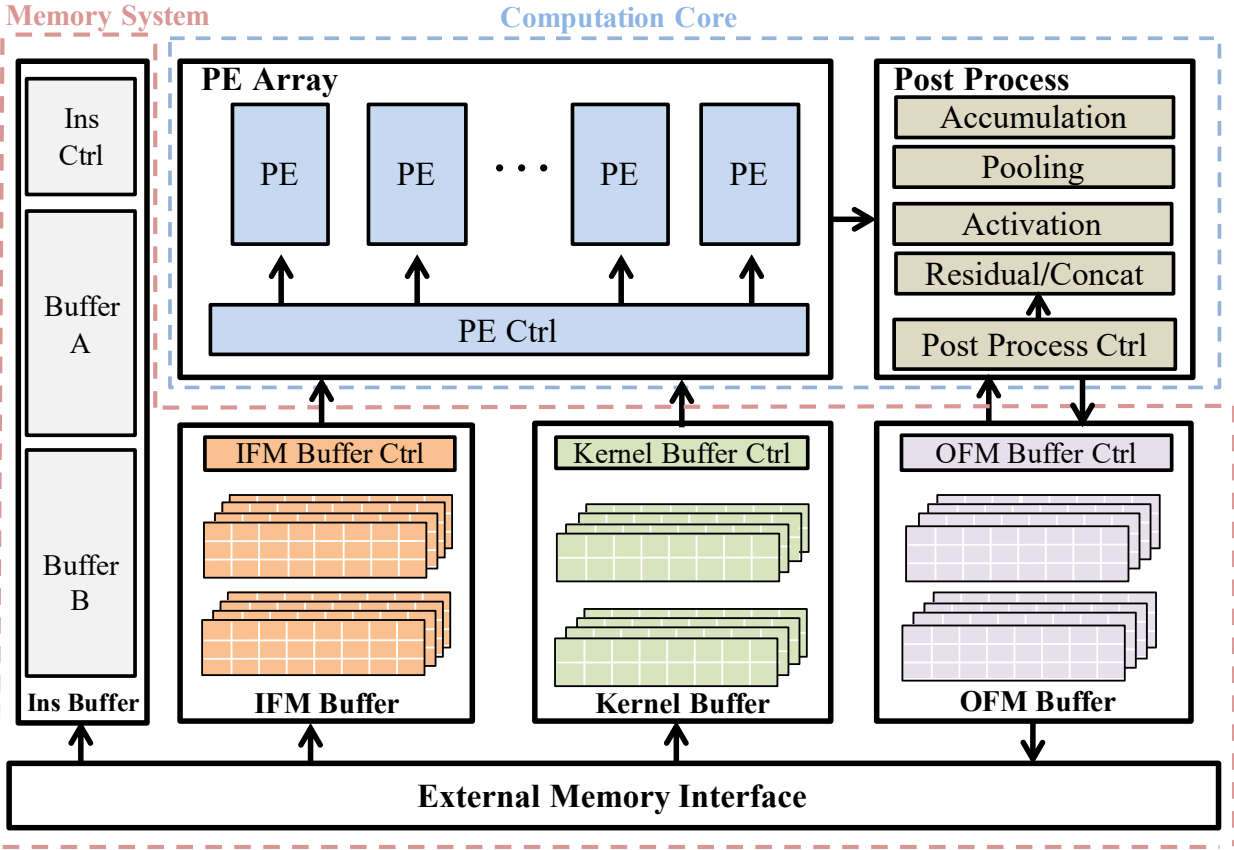 Memory System
Computation Core
Ins
Ctrl
Buffer
A
Buffer
B
Ins Buffer
PE Array
PE
PE
· · ·
PE
PE
PE Ctrl
Post Process
Accumulation
Pooling
Activation
Residual/Concat
Post Process Ctrl
IFM Buffer Ctrl
IFM Buffer
Kernel Buffer Ctrl
Kernel Buffer
OFM Buffer Ctrl
OFM Buffer
External Memory Interface